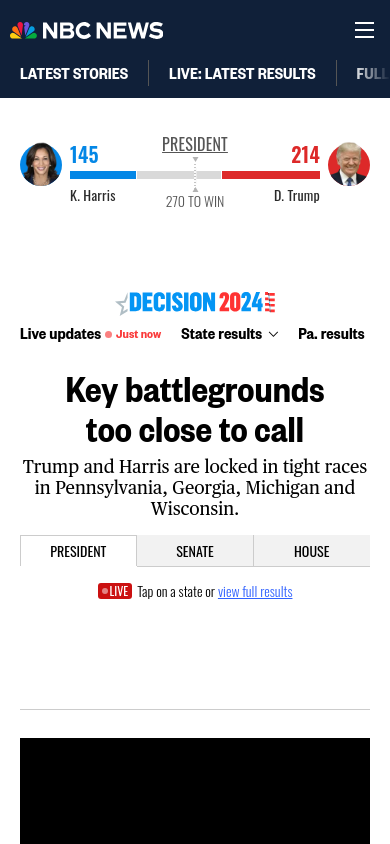 NBC NEWS
LATEST STORIES LIVE: LATEST RESULTS FULL
PRESIDENT
145 214
K. Harris D. Trump
270 TO WIN
DECISION 2024
Live updates Just now State results Pa. results
Key battlegrounds
too close to call
Trump and Harris are locked in tight races
in Pennsylvania, Georgia, Michigan and
Wisconsin.
PRESIDENT SENATE HOUSE
LIVE Tap on a state or view full results